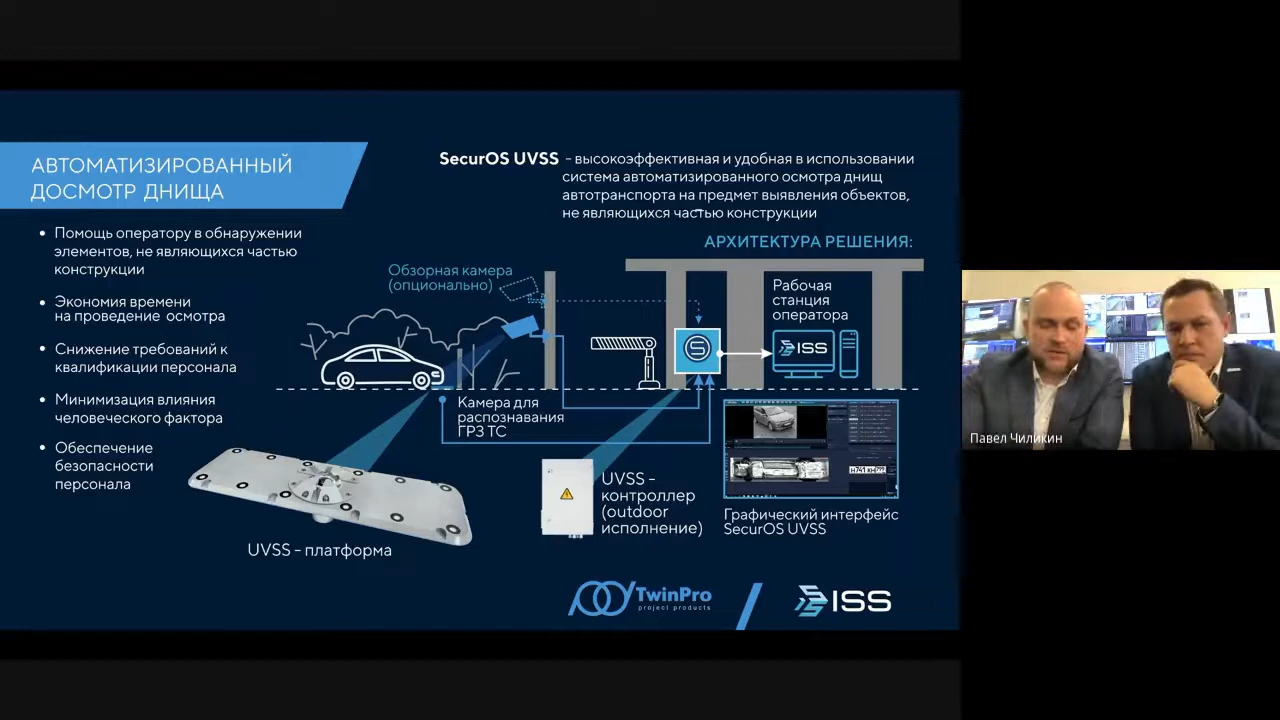 АВТОМАТИЗИРОВАННЫЙ
ДОСМОТР ДНИЩА
• Помощь оператору в обнаружении
элементов, не являющихся частью
конструкции
• Экономия времени
на проведение осмотра
• Снижение требований к
квалификации персонала
• Минимизация влияния
человеческого фактора
• Обеспечение
безопасности
персонала
SecurOS UVSS - высокоэффективная и удобная в использовании
система автоматизированного осмотра днищ
автотранспорта на предмет выявления объектов,
не являющихся частью конструкции
АРХИТЕКТУРА РЕШЕНИЯ:
Обзорная камера
(опционально)
Рабочая
станция
оператора
S
ISS
Камера для
распознавания
ГРЗ ТС
UVSS - платформа
UVSS -
контроллер
(outdoor
исполнение)
Графический интерфейс
SecurOS UVSS
TwinPro
project products
ISS
Павел Чиликин